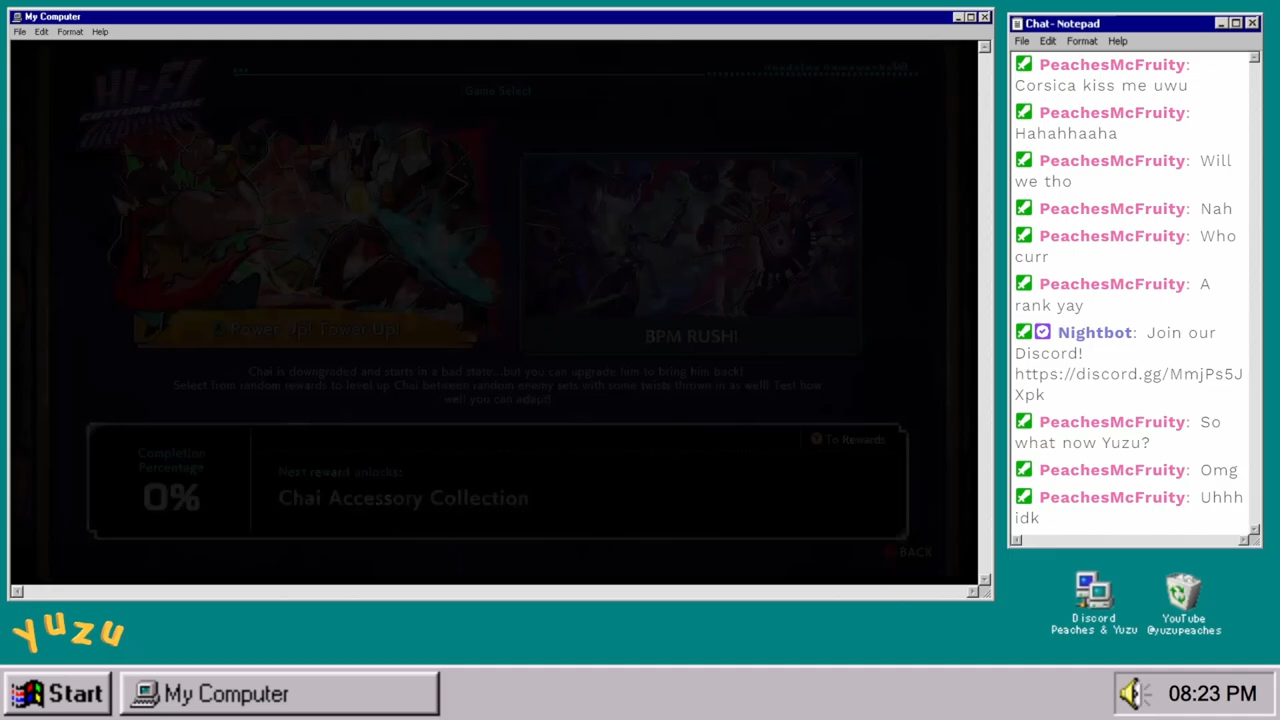 My Computer
File Edit Format Help
HI-FI
Game Select
Power Up! Tower Up!
BPM RUSH!
Chai is downgraded and starts in a bad state...but you can upgrade him to bring him back!
Select from random rewards to level up Chai between random enemy sets with some twists thrown in as well! Test how
well you can adapt!
To Rewards
Completion
Percentage
0%
Next reward unlocks:
Chai Accessory Collection
BACK
Chat- Notepad
File Edit Format Help
PeachesMcFruity:
Corsica kiss me uwu
PeachesMcFruity:
Hahahhaaha
PeachesMcFruity: Will
we tho
PeachesMcFruity: Nah
PeachesMcFruity: Who
curr
PeachesMcFruity: A
rank yay
Nightbot: Join our
Discord!
https://discord.gg/MmjPs5J
Xpk
PeachesMcFruity: So
what now Yuzu?
PeachesMcFruity: Omg
PeachesMcFruity: Uhhh
idk
Discord
Peaches & Yuzu
YouTube
@yuzupeaches
yuzu
Start
My Computer
08:23 PM